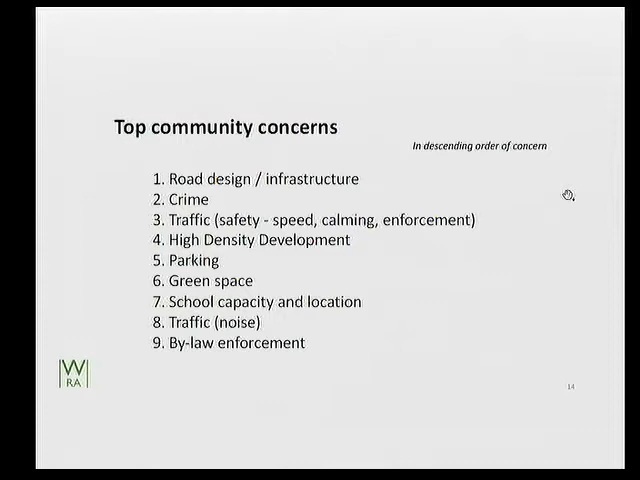 Top community concerns
In descending order of concern
1. Road design / infrastructure
2. Crime
3. Traffic (safety - speed, calming, enforcement)
4. High Density Development
5. Parking
6. Green space
7. School capacity and location
8. Traffic (noise)
9. By-law enforcement
W
RA
14